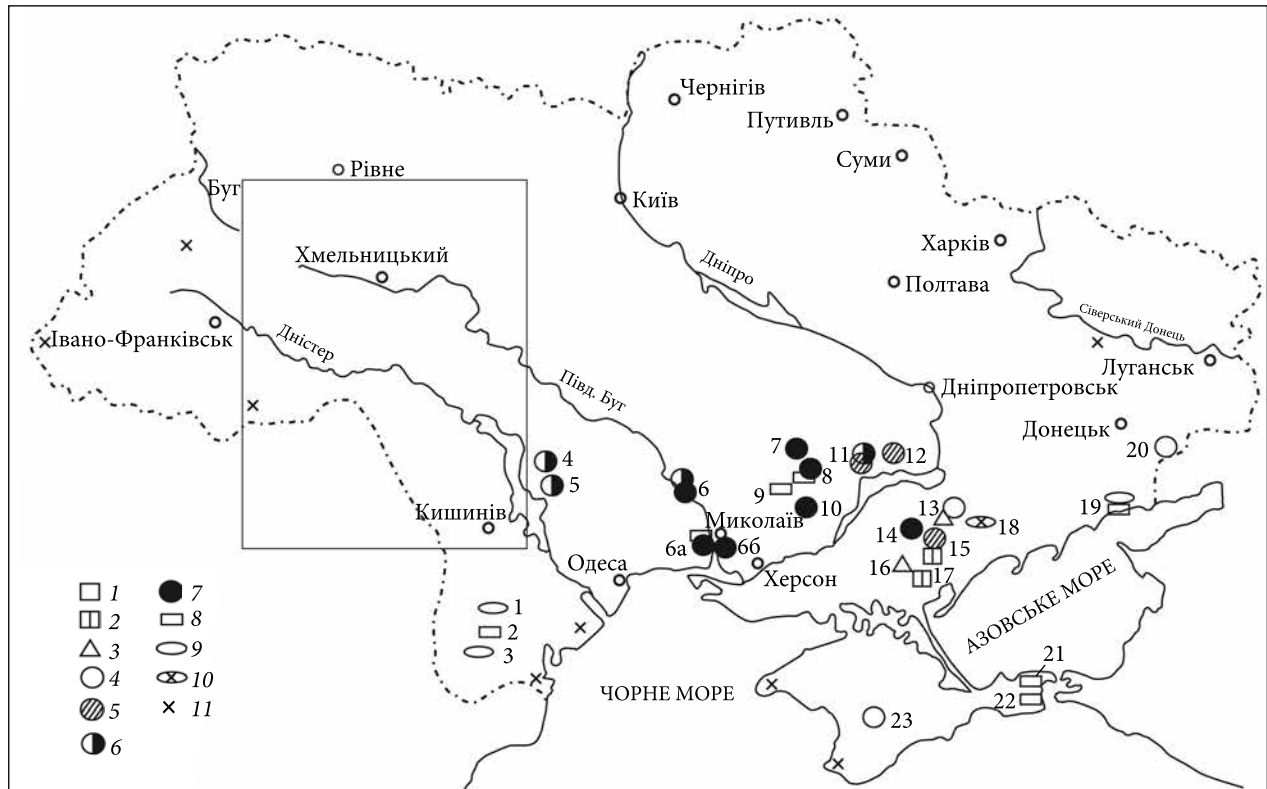 Чернігів
Путивль
Суми
Рівне
Буг
Київ
Харків
Хмельницький
Дніпро
Полтава
Сіверський Донець
Івано-Франківськ
Дністер
Луганськ
Півд. Буг
Дніпропетровськ
Донецьк
20
7
11
12
4
8
5
6
9
19
Кишинів
10
13
18
Миколаїв
14
6а
6б
15
Одеса
Херсон
16
17
АЗОВСЬКЕ МОРЕ
1
2
3
21
ЧОРНЕ МОРЕ
22
23
1
7
2
8
3
9
4
10
5
11
6